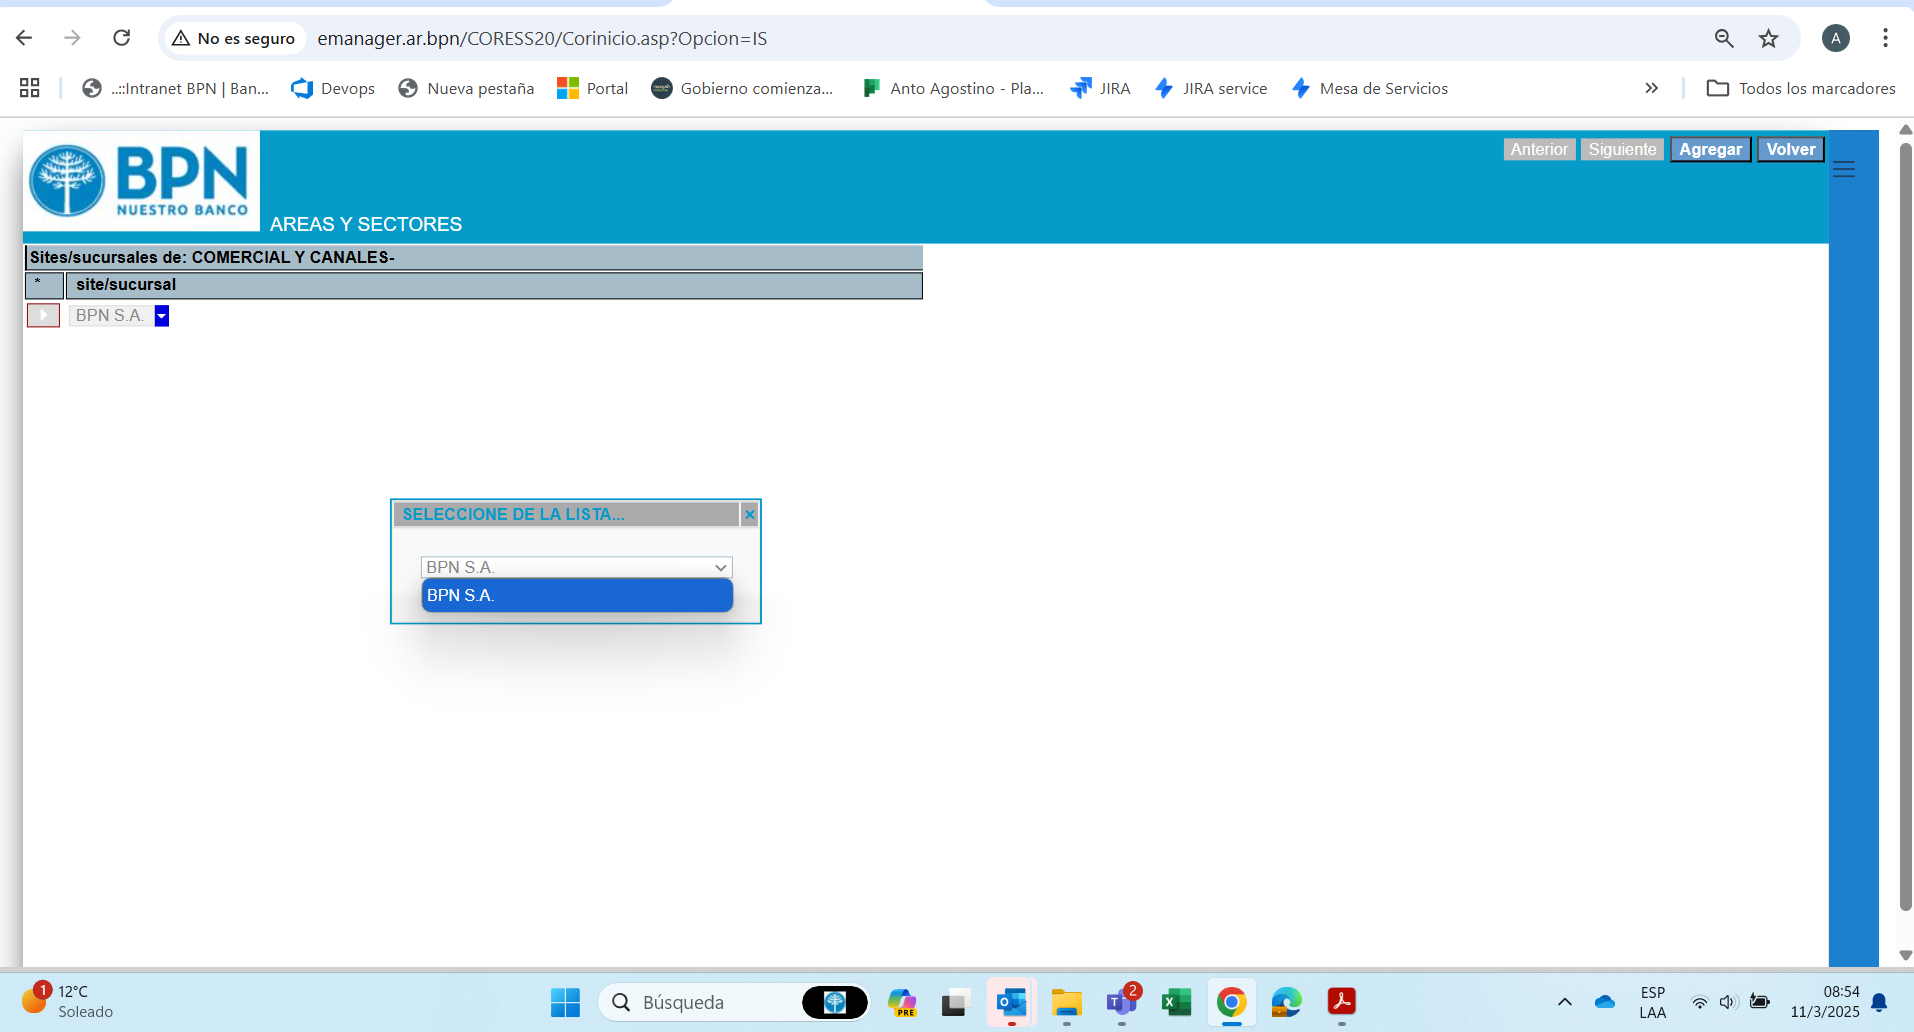 No es seguro
emanager.ar.bpn/CORESS20/Corinicio.asp?Opcion=IS
A
..::Intranet BPN | Ban...
Devops
Nueva pestaña
Portal
Gobierno comienza...
Anto Agostino - Pla...
JIRA
JIRA service
Mesa de Servicios
»
Todos los marcadores
BPN
NUESTRO BANCO
AREAS Y SECTORES
Anterior
Siguiente
Agregar
Volver
Sites/sucursales de: COMERCIAL Y CANALES-
* site/sucursal
BPN S.A.
SELECCIONE DE LA LISTA...
×
BPN S.A.
BPN S.A.
1
12°C
Soleado
Búsqueda
PRE
2
ESP
LAA
08:54
11/3/2025